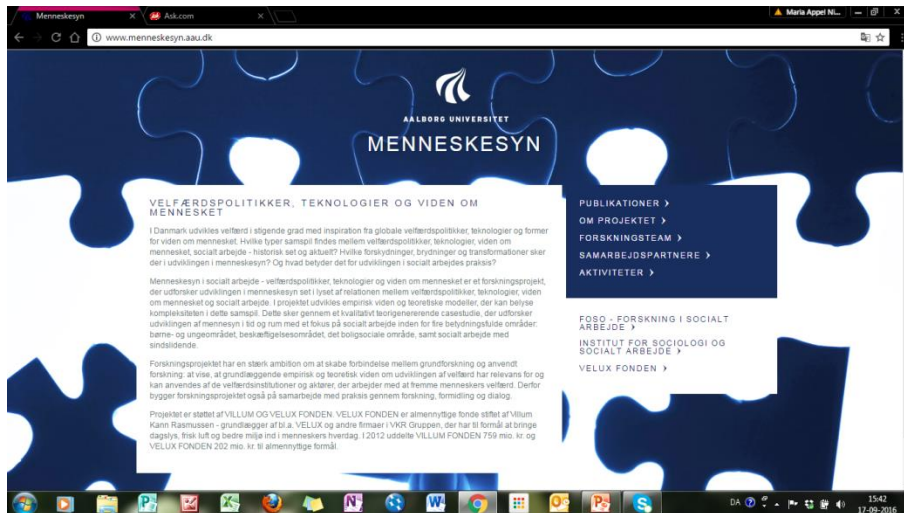 Menneskesyn
Ask.com
Maria Appel Ni...
www.menneskesyn.aau.dk
AALBORG UNIVERSITET
MENNESKESYN
VELFÆRDSPOLITIKKER, TEKNOLOGIER OG VIDEN OM
MENNESKET
I Danmark udvikles velfærd i stigende grad med inspiration fra globale velfærdspolitikker, teknologier og former
for viden om mennesket. Hvilke typer samspil findes mellem velfærdspolitikker, teknologier, viden om
mennesket, socialt arbejde - historisk set og aktuelt? Hvilke forskydninger, brydninger og transformationer sker
der i udviklingen i menneskesyn? Og hvad betyder det for udviklingen i socialt arbejdes praksis?
Menneskesyn i socialt arbejde - velfærdspolitikker, teknologier og viden om mennesket er et forskningsprojekt,
der udforsker udviklingen i menneskesyn set i lyset af relationen mellem velfærdspolitikker, teknologier, viden
om mennesket og socialt arbejde. I projektet udvikles empirisk viden og teoretiske modeller, der kan belyse
kompleksiteten i dette samspil. Dette sker gennem et kvalitativt teorigenererende casestudie, der udforsker
udviklingen af mennesyn i tid og rum med et fokus på socialt arbejde inden for fire betydningsfulde områder:
børne- og ungeområdet, beskæftigelsesområdet, det boligsociale område, samt socialt arbejde med
sindslidende.
Forskningsprojektet har en stærk ambition om at skabe forbindelse mellem grundforskning og anvendt
forskning: at vise, at grundlæggende empirisk og teoretisk viden om udviklingen af velfærd har relevans for og
kan anvendes af de velfærdsinstitutioner og aktører, der arbejder med at fremme menneskers velfærd. Derfor
bygger forskningsprojektet også på samarbejde med praksis gennem forskning, formidling og dialog.
Projektet er støttet af VILLUM OG VELUX FONDEN. VELUX FONDEN er almennyttige fonde stiftet af Villum
Kann Rasmussen - grundlægger af bl.a. VELUX og andre firmaer i VKR Gruppen, der har til formål at bringe
dagslys, frisk luft og bedre miljø ind i menneskers hverdag. I 2012 uddelte VILLUM FONDEN 759 mio. kr. og
VELUX FONDEN 202 mio. kr. til almennyttige formål.
PUBLIKATIONER ›
OM PROJEKTET ›
FORSKNINGSTEAM ›
SAMARBEJDSPARTNERE ›
AKTIVITETER ›
FOSO - FORSKNING I SOCIALT
ARBEJDE ›
INSTITUT FOR SOCIOLOGI OG
SOCIALT ARBEJDE ›
VELUX FONDEN ›
DA
15:42
17-09-2016